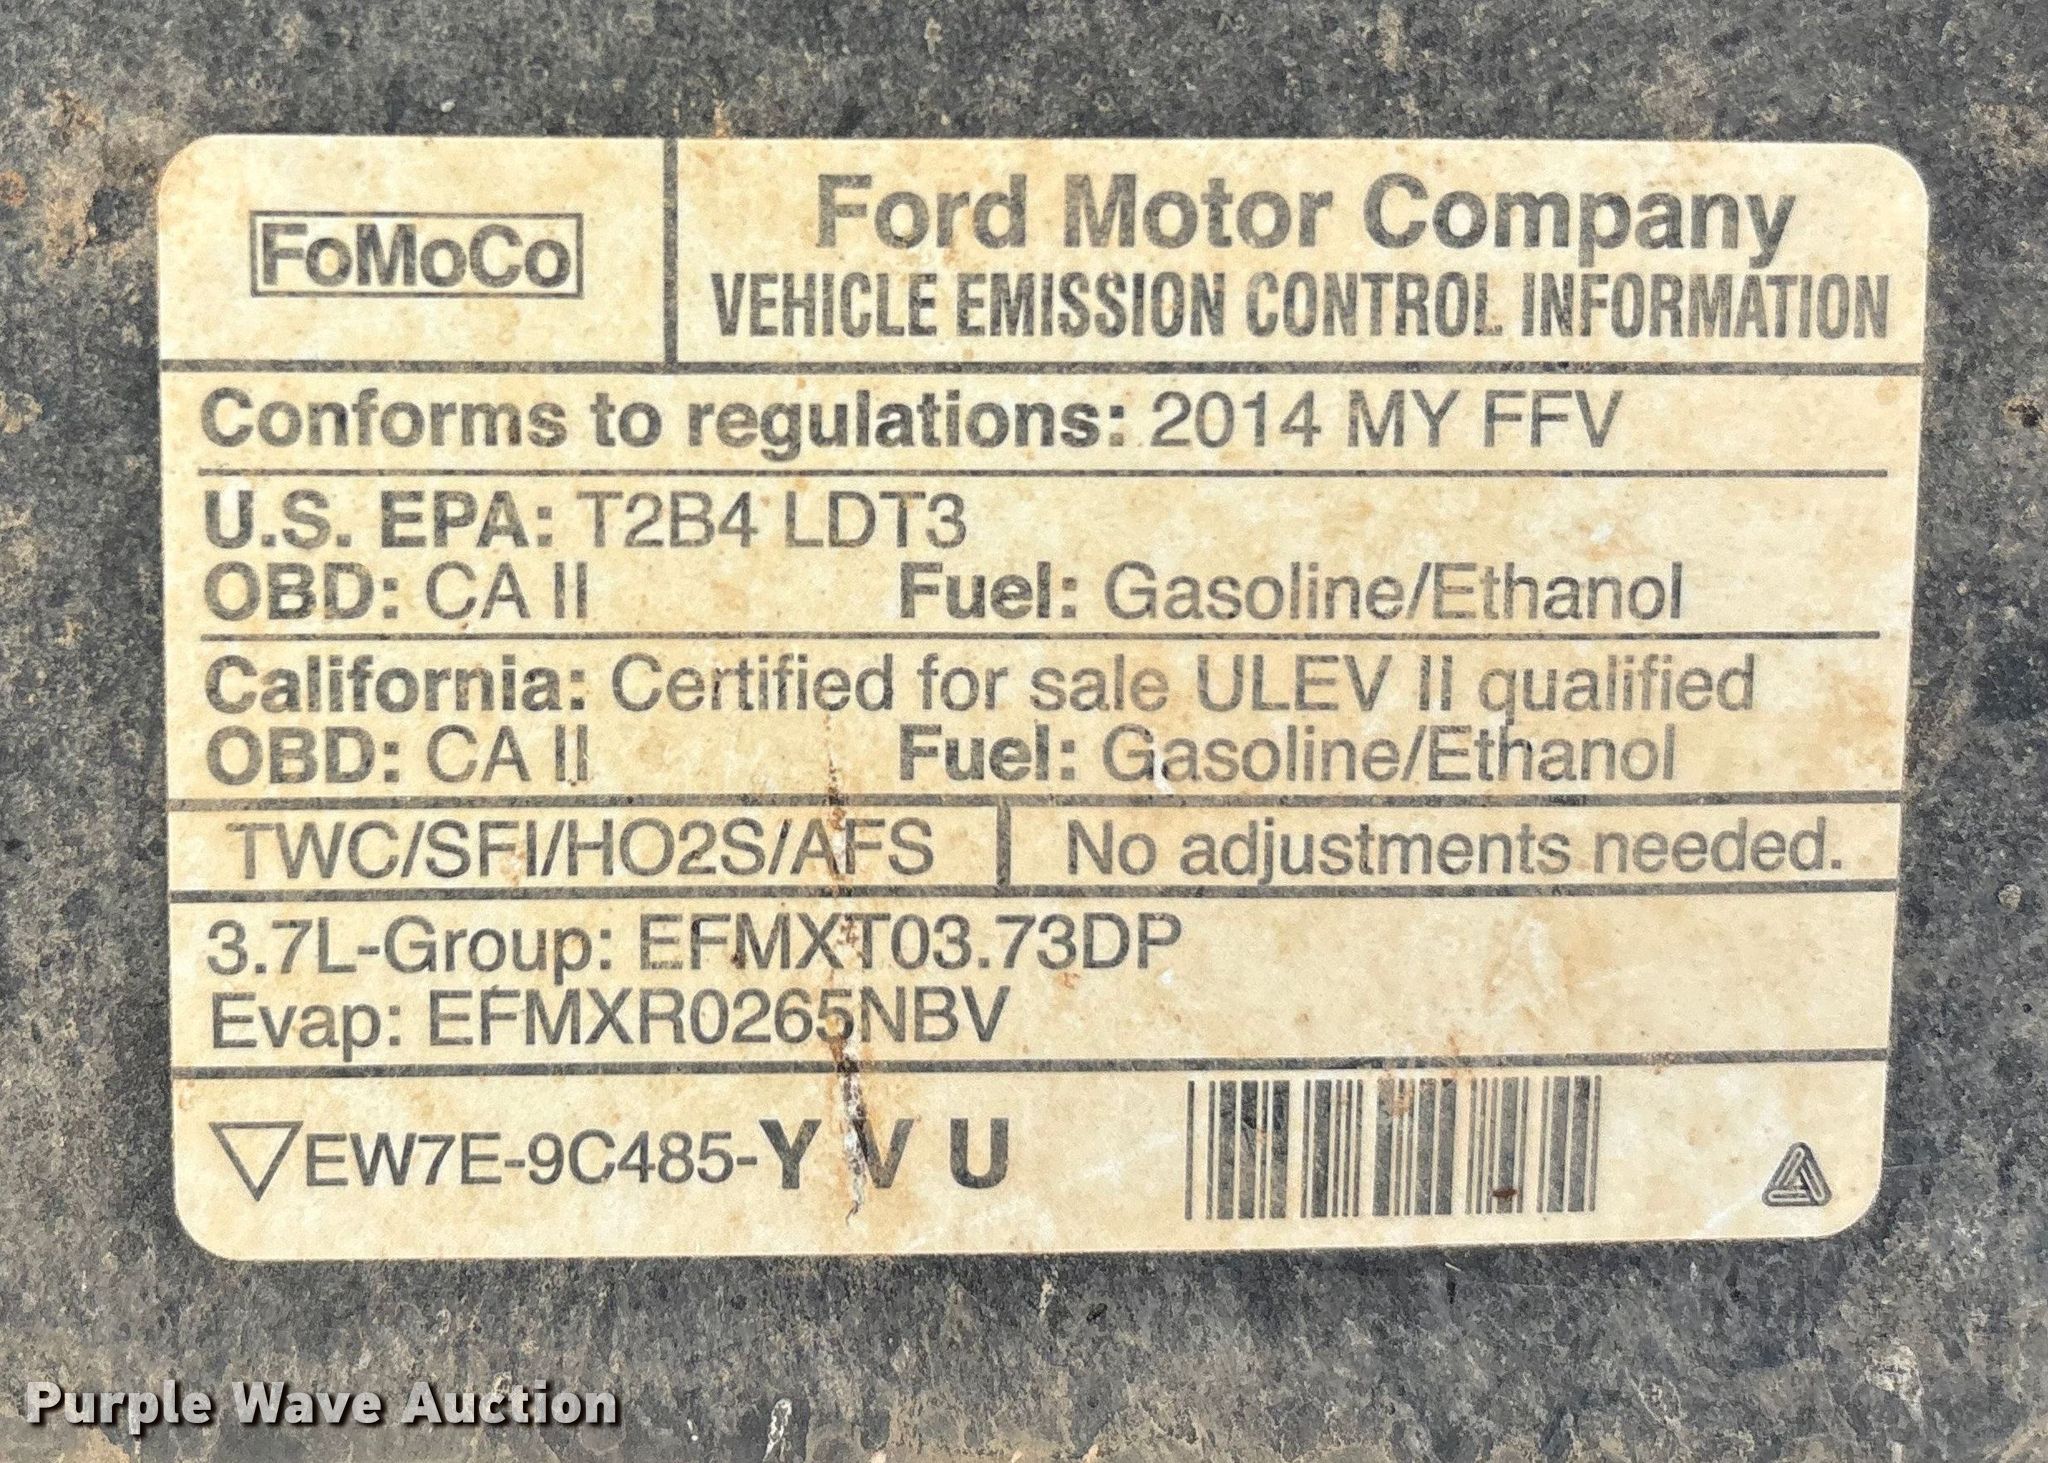 FoMoCo
Ford Motor Company
VEHICLE EMISSION CONTROL INFORMATION
Conforms to regulations: 2014 MY FFV
U.S. EPA: T2B4 LDT3
OBD: CA II Fuel: Gasoline/Ethanol
California: Certified for sale ULEV II qualified
OBD: CA II Fuel: Gasoline/Ethanol
TWC/SFI/HO2S/AFS No adjustments needed.
3.7L-Group: EFMXT03.73DP
Evap: EFMXR0265NBV
EW7E-9C485-Y V U
Purple Wave Auction